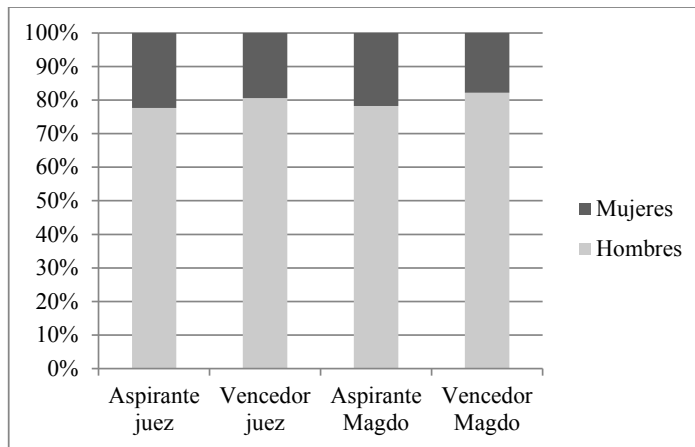 100%
90%
80%
70%
60%
50%
40%
30%
20%
10%
0%
Aspirante
juez
Vencedor
juez
Aspirante
Magdo
Vencedor
Magdo
Mujeres
Hombres